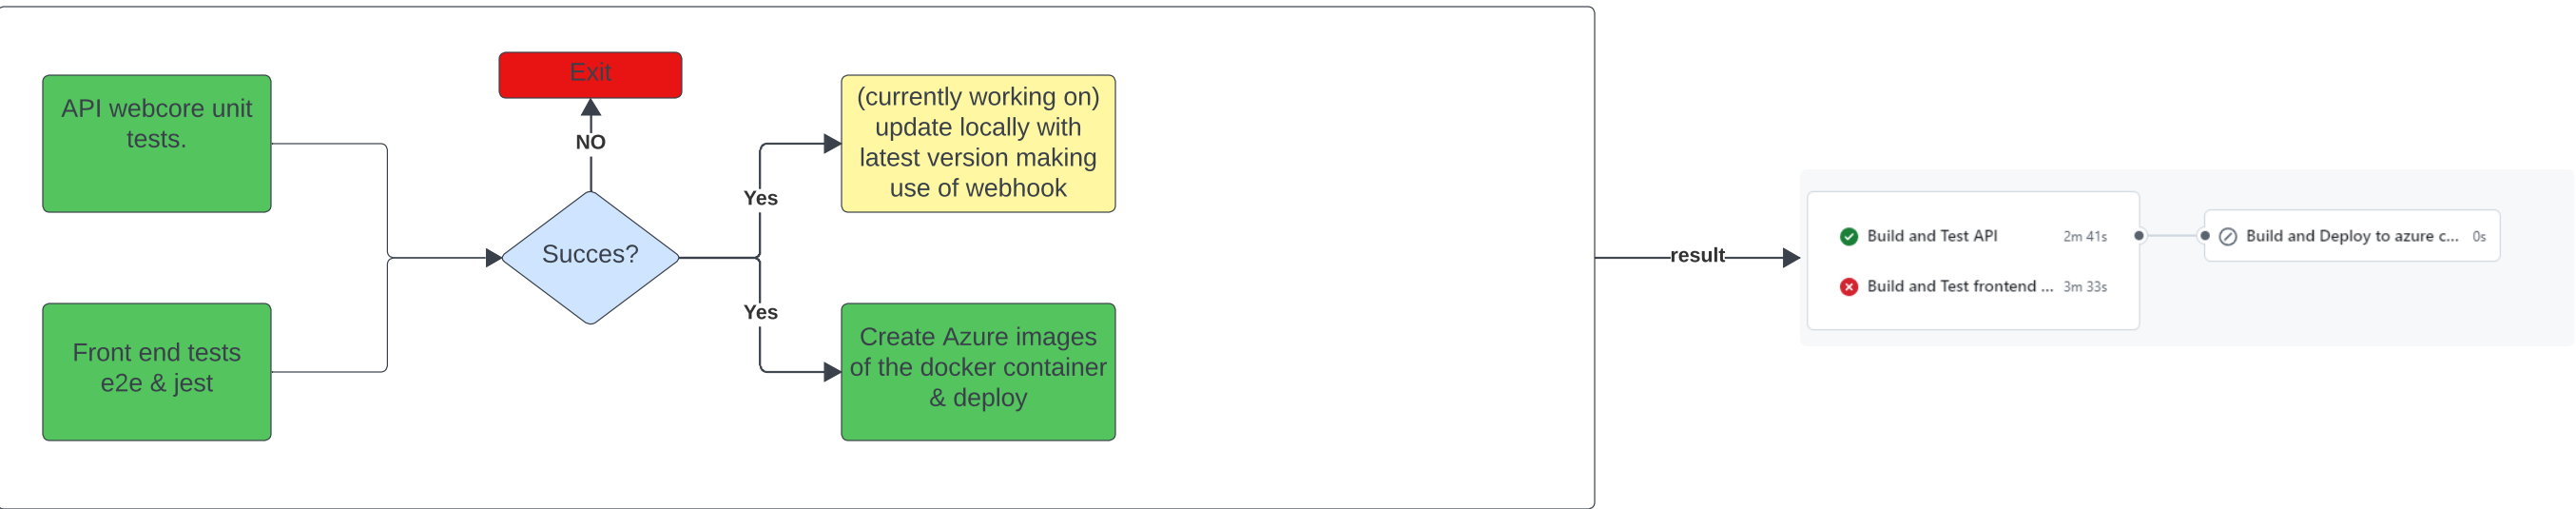 API webcore unit
tests.
Front end tests
e2e & jest
Exit
NO
Succes?
Yes
Yes
(currently working on)
update locally with
latest version making
use of webhook
Create Azure images
of the docker container
& deploy
result
Build and Test API 2m 41s
Build and Test frontend ... 3m 33s
Build and Deploy to azure c... 0s